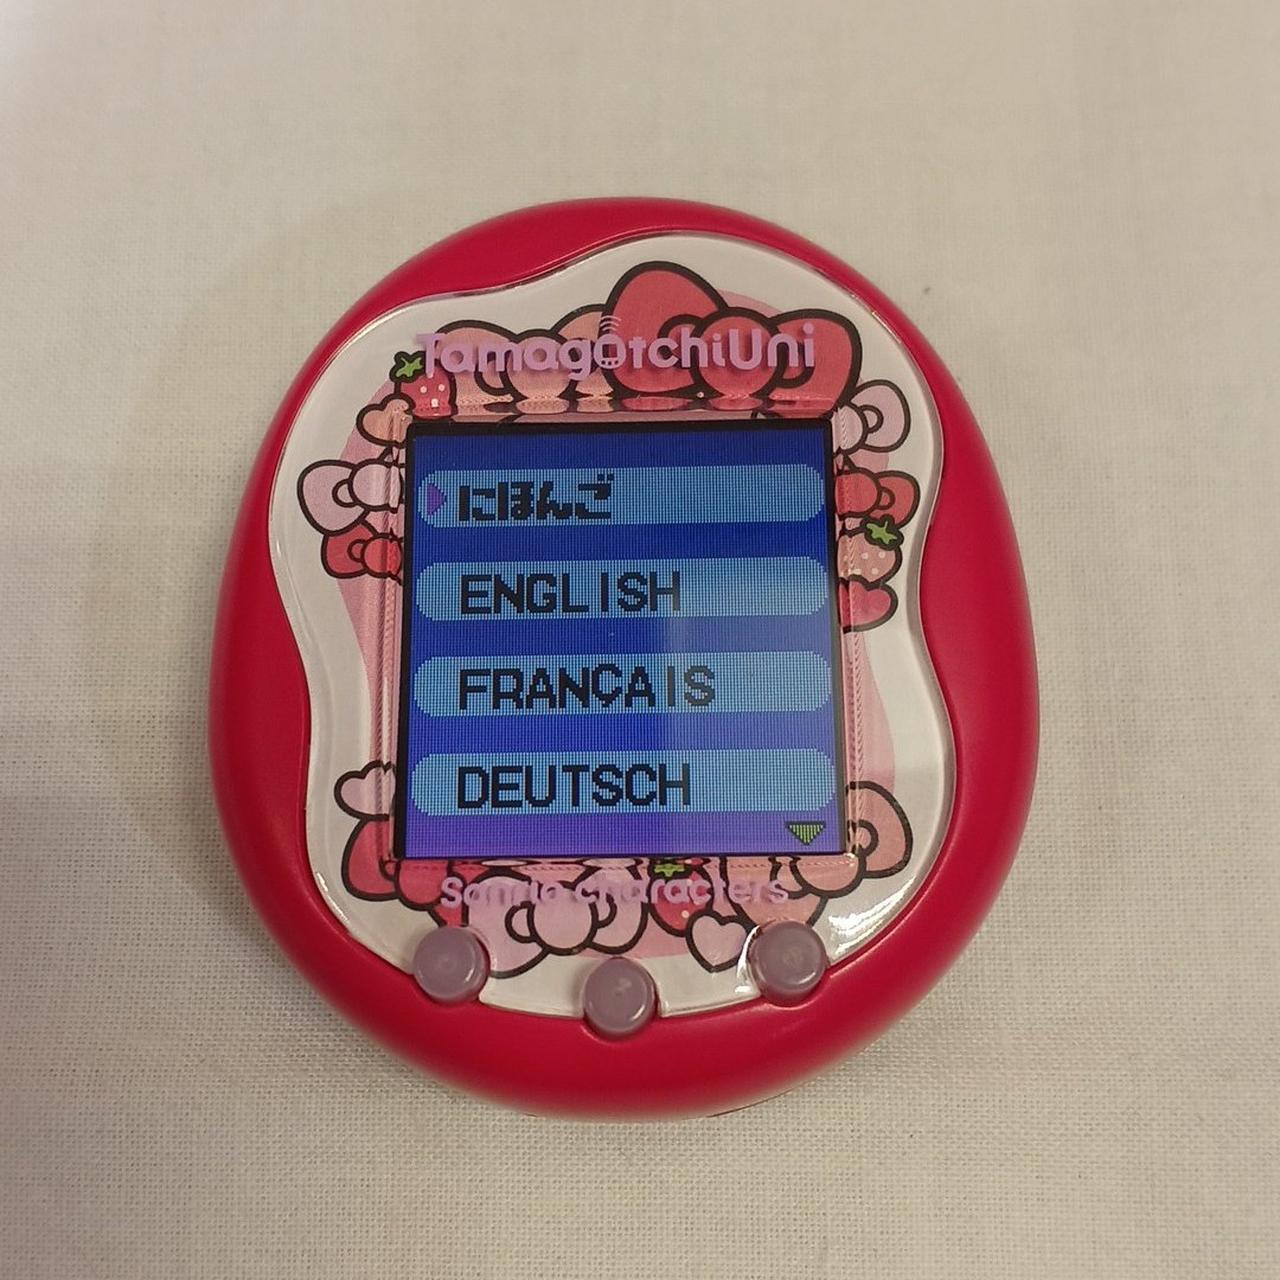 TamagotchiUni
にほんご
ENGLISH
FRANÇAIS
DEUTSCH
Sanrio characters